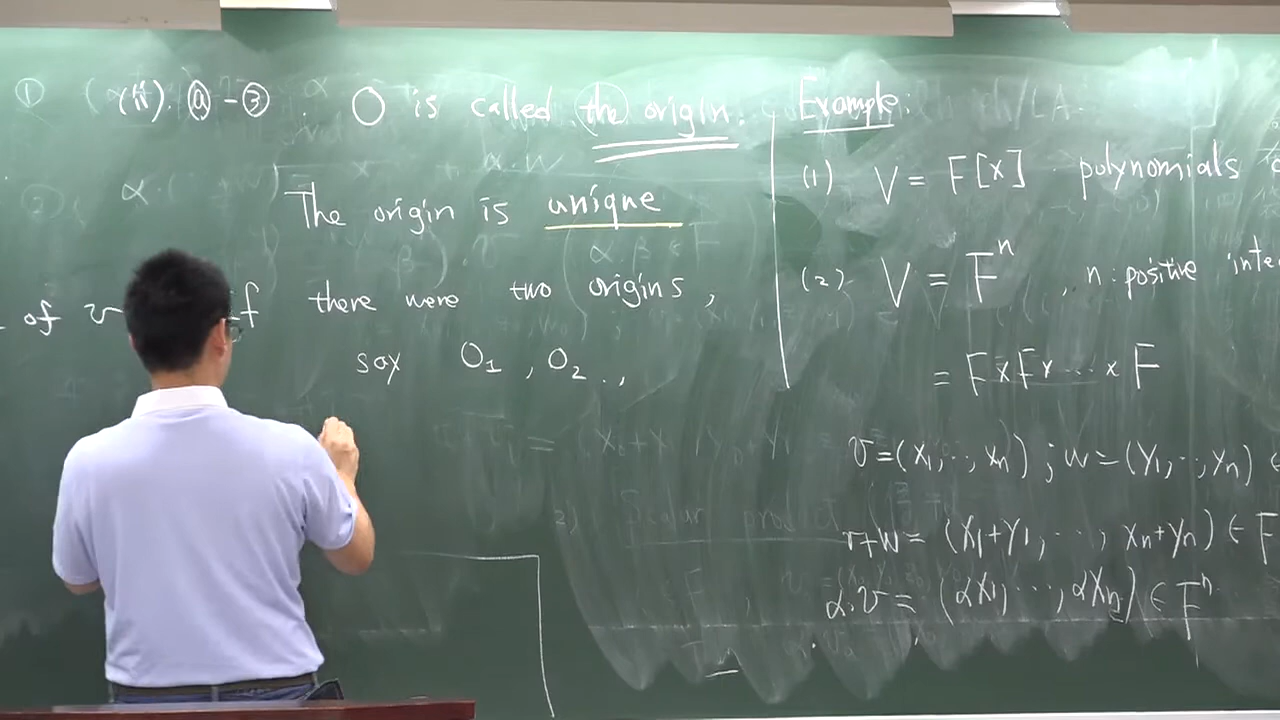 ① (ii). ⓐ-③. O is called the origin.
The origin is unique
of v if there were two origins,
say O₁, O₂.,
Example:
(1) V = F[x] polynomials
(2) V = Fⁿ, n: positive inte
= F×F×...×F
v=(x₁,..,xₙ); w=(y₁,..,yₙ) ∈
v+w= (x₁+y₁, ..., xₙ+yₙ) ∈ F
α.v = (αx₁, ..., αxₙ) ∈ Fⁿ.